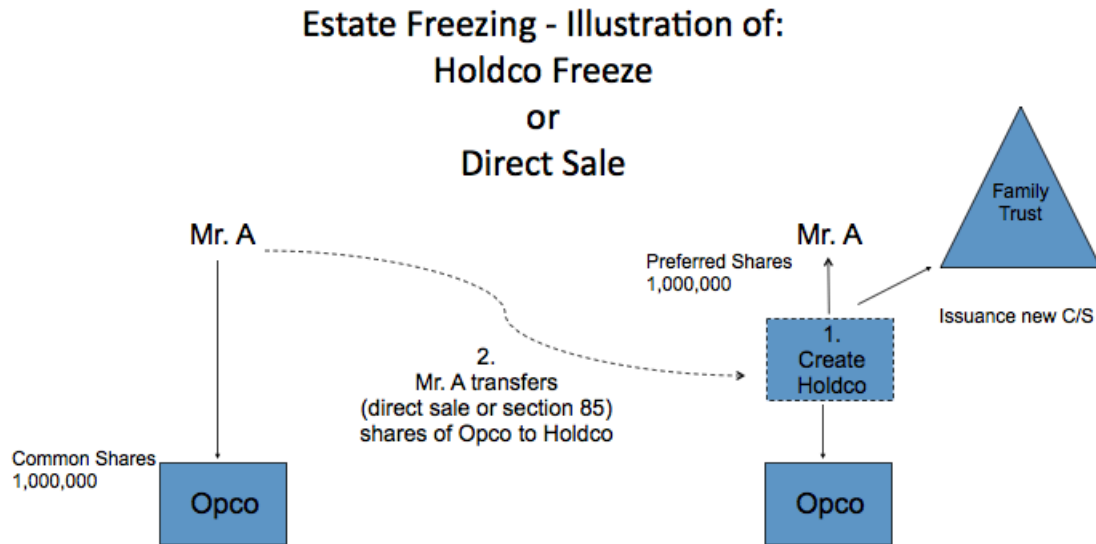 Estate Freezing - Illustration of:
Holdco Freeze
or
Direct Sale
Family
Trust
Mr. A
Mr. A
Preferred Shares
1,000,000
Issuance new C/S
1.
Create
Holdco
2.
Mr. A transfers
(direct sale or section 85)
shares of Opco to Holdco
Common Shares
1,000,000
Opco
Opco